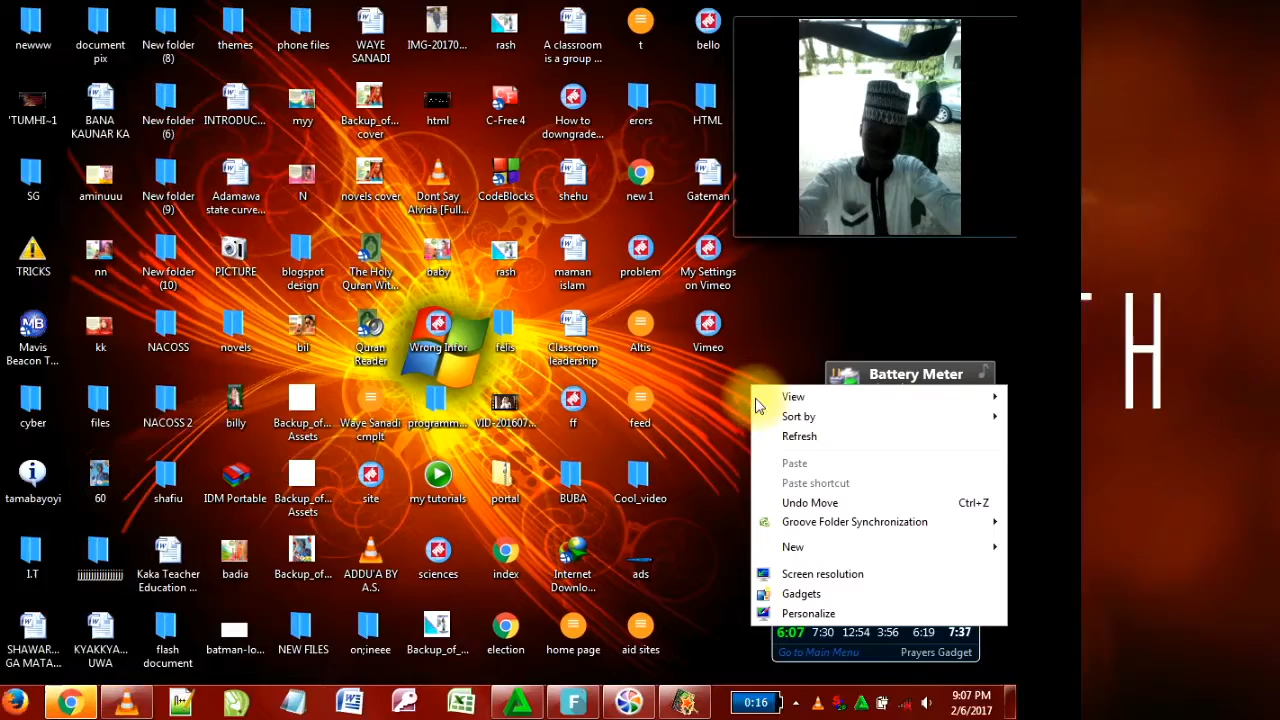 newww
document pix
New folder (8)
themes
phone files
WAYE SANADI
IMG-20170...
rash
A classroom is a group ...
t
bello
'TUMHI~1
BANA KAUNAR KA
New folder (6)
INTRODUC...
myy
Backup_of... cover
html
C-Free 4
How to downgrade...
erors
HTML
SG
aminuuu
New folder (9)
Adamawa state curve...
N
novels cover
Dont Say Alvida [Full...
CodeBlocks
shehu
new 1
Gateman
TRICKS
nn
New folder (10)
PICTURE
blogspot design
The Holy Quran Wit...
baby
rash
maman islam
problem
My Settings on Vimeo
Mavis Beacon T...
kk
NACOSS
novels
bil
Quran Reader
Wrong Infor...
felis
Classroom leadership
Altis
Vimeo
cyber
files
NACOSS 2
billy
Backup_of... Assets
Waye Sanadi cmplt
programm...
VID-201607...
ff
feed
tamabayoyi
60
shafiu
IDM Portable
Backup_of... Assets
site
my tutorials
portal
BUBA
Cool_video
I.T
jjjjjjjjjjjjjjjjjjj
Kaka Teacher Education ...
badia
Backup_of...
ADDU'A BY A.S.
sciences
index
Internet Downlo...
ads
SHAWAR... GA MATA...
KYAKKYA... UWA
flash document
batman-lo...
NEW FILES
on;ineee
Backup_of_...
election
home page
aid sites
Battery Meter
View
Sort by
Refresh
Paste
Paste shortcut
Undo Move Ctrl+Z
Groove Folder Synchronization
New
Screen resolution
Gadgets
Personalize
6:07 7:30 12:54 3:56 6:19 7:37
Go to Main Menu Prayers Gadget
0:16
9:07 PM
2/6/2017
H